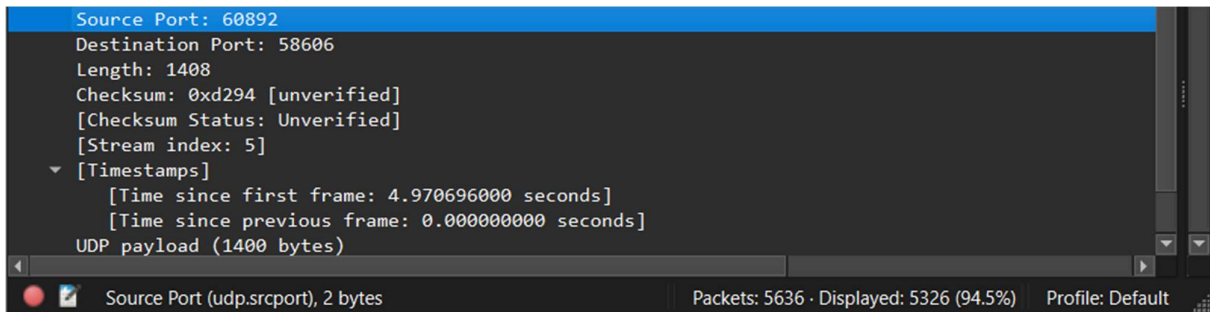 Source Port: 60892
Destination Port: 58606
Length: 1408
Checksum: 0xd294 [unverified]
[Checksum Status: Unverified]
[Stream index: 5]
[Timestamps]
[Time since first frame: 4.970696000 seconds]
[Time since previous frame: 0.000000000 seconds]
UDP payload (1400 bytes)
Source Port (udp.srcport), 2 bytes Packets: 5636 · Displayed: 5326 (94.5%) Profile: Default